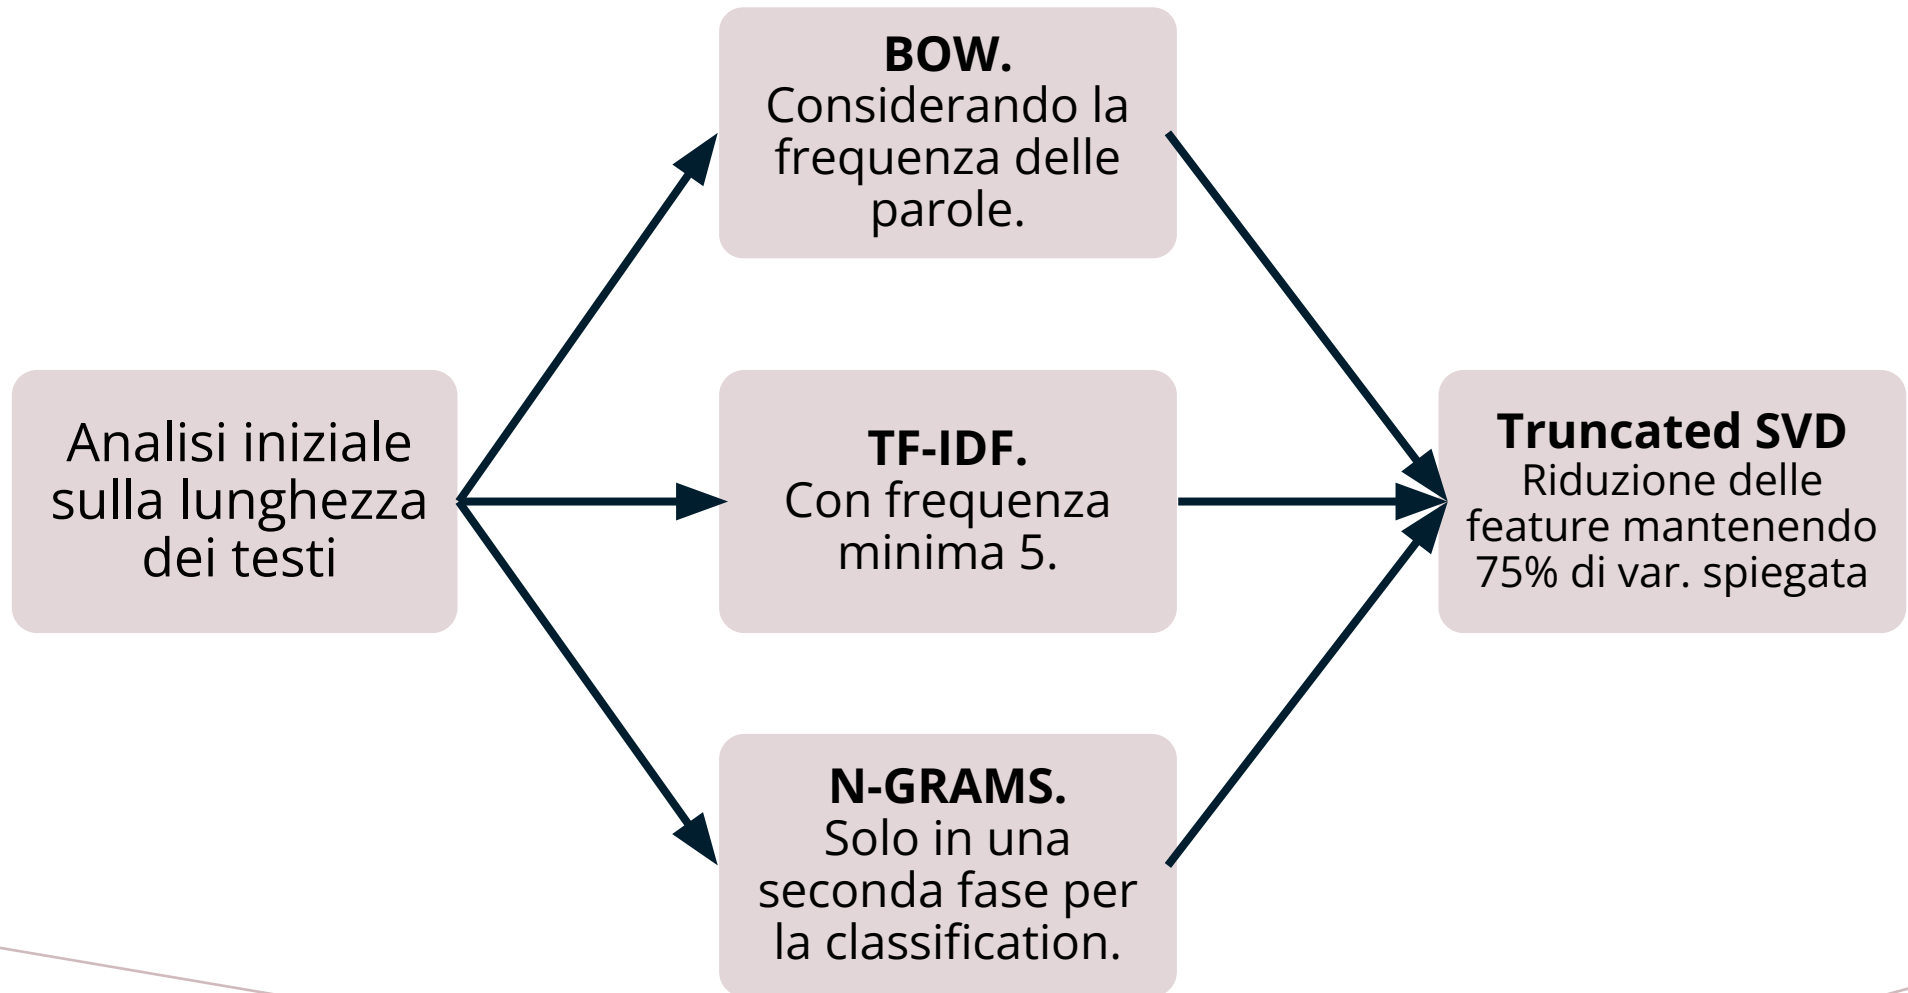 Analisi iniziale
sulla lunghezza
dei testi
BOW.
Considerando la
frequenza delle
parole.
TF-IDF.
Con frequenza
minima 5.
N-GRAMS.
Solo in una
seconda fase per
la classification.
Truncated SVD
Riduzione delle
feature mantenendo
75% di var. spiegata